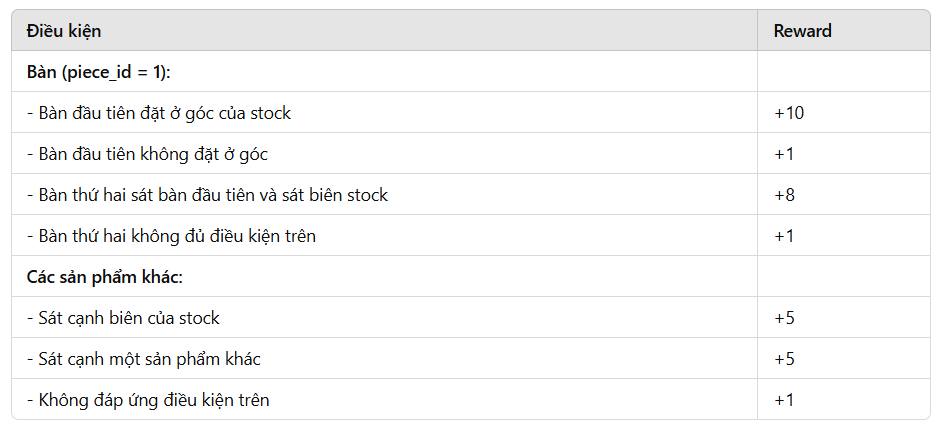 Điều kiện Reward
Bàn (piece_id = 1):
- Bàn đầu tiên đặt ở góc của stock +10
- Bàn đầu tiên không đặt ở góc +1
- Bàn thứ hai sát bàn đầu tiên và sát biên stock +8
- Bàn thứ hai không đủ điều kiện trên +1
Các sản phẩm khác:
- Sát cạnh biên của stock +5
- Sát cạnh một sản phẩm khác +5
- Không đáp ứng điều kiện trên +1